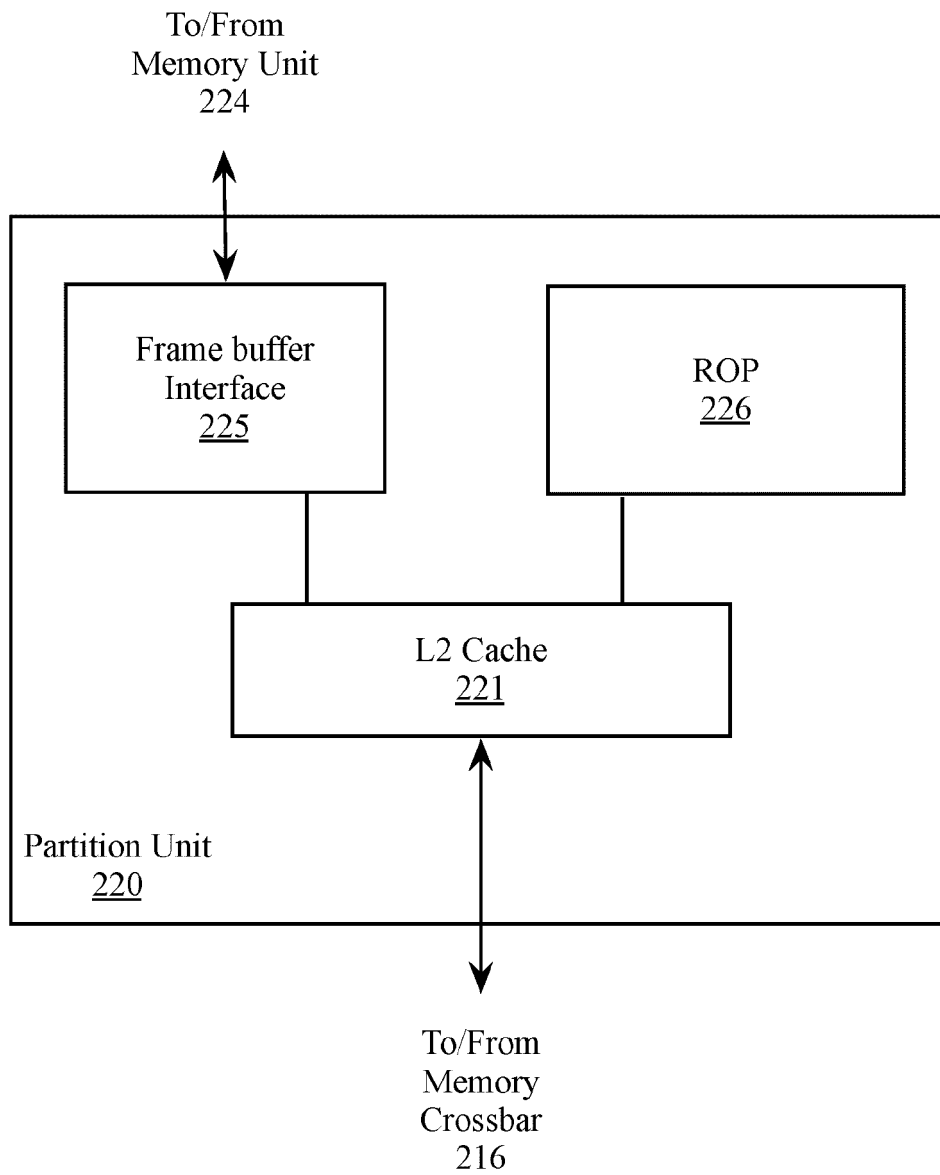 To/From
Memory Unit
224
Frame buffer
Interface
225
ROP
226
L2 Cache
221
Partition Unit
220
To/From
Memory
Crossbar
216